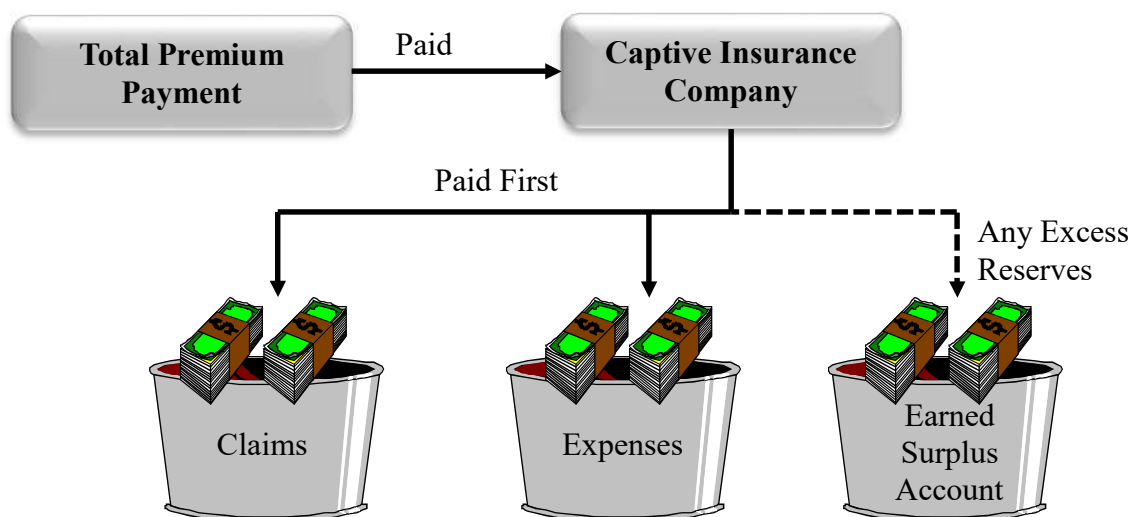 Total Premium
Payment
Paid
Captive Insurance
Company
Paid First
Any Excess
Reserves
$ $
$ $
$ $
Claims
Expenses
Earned
Surplus
Account